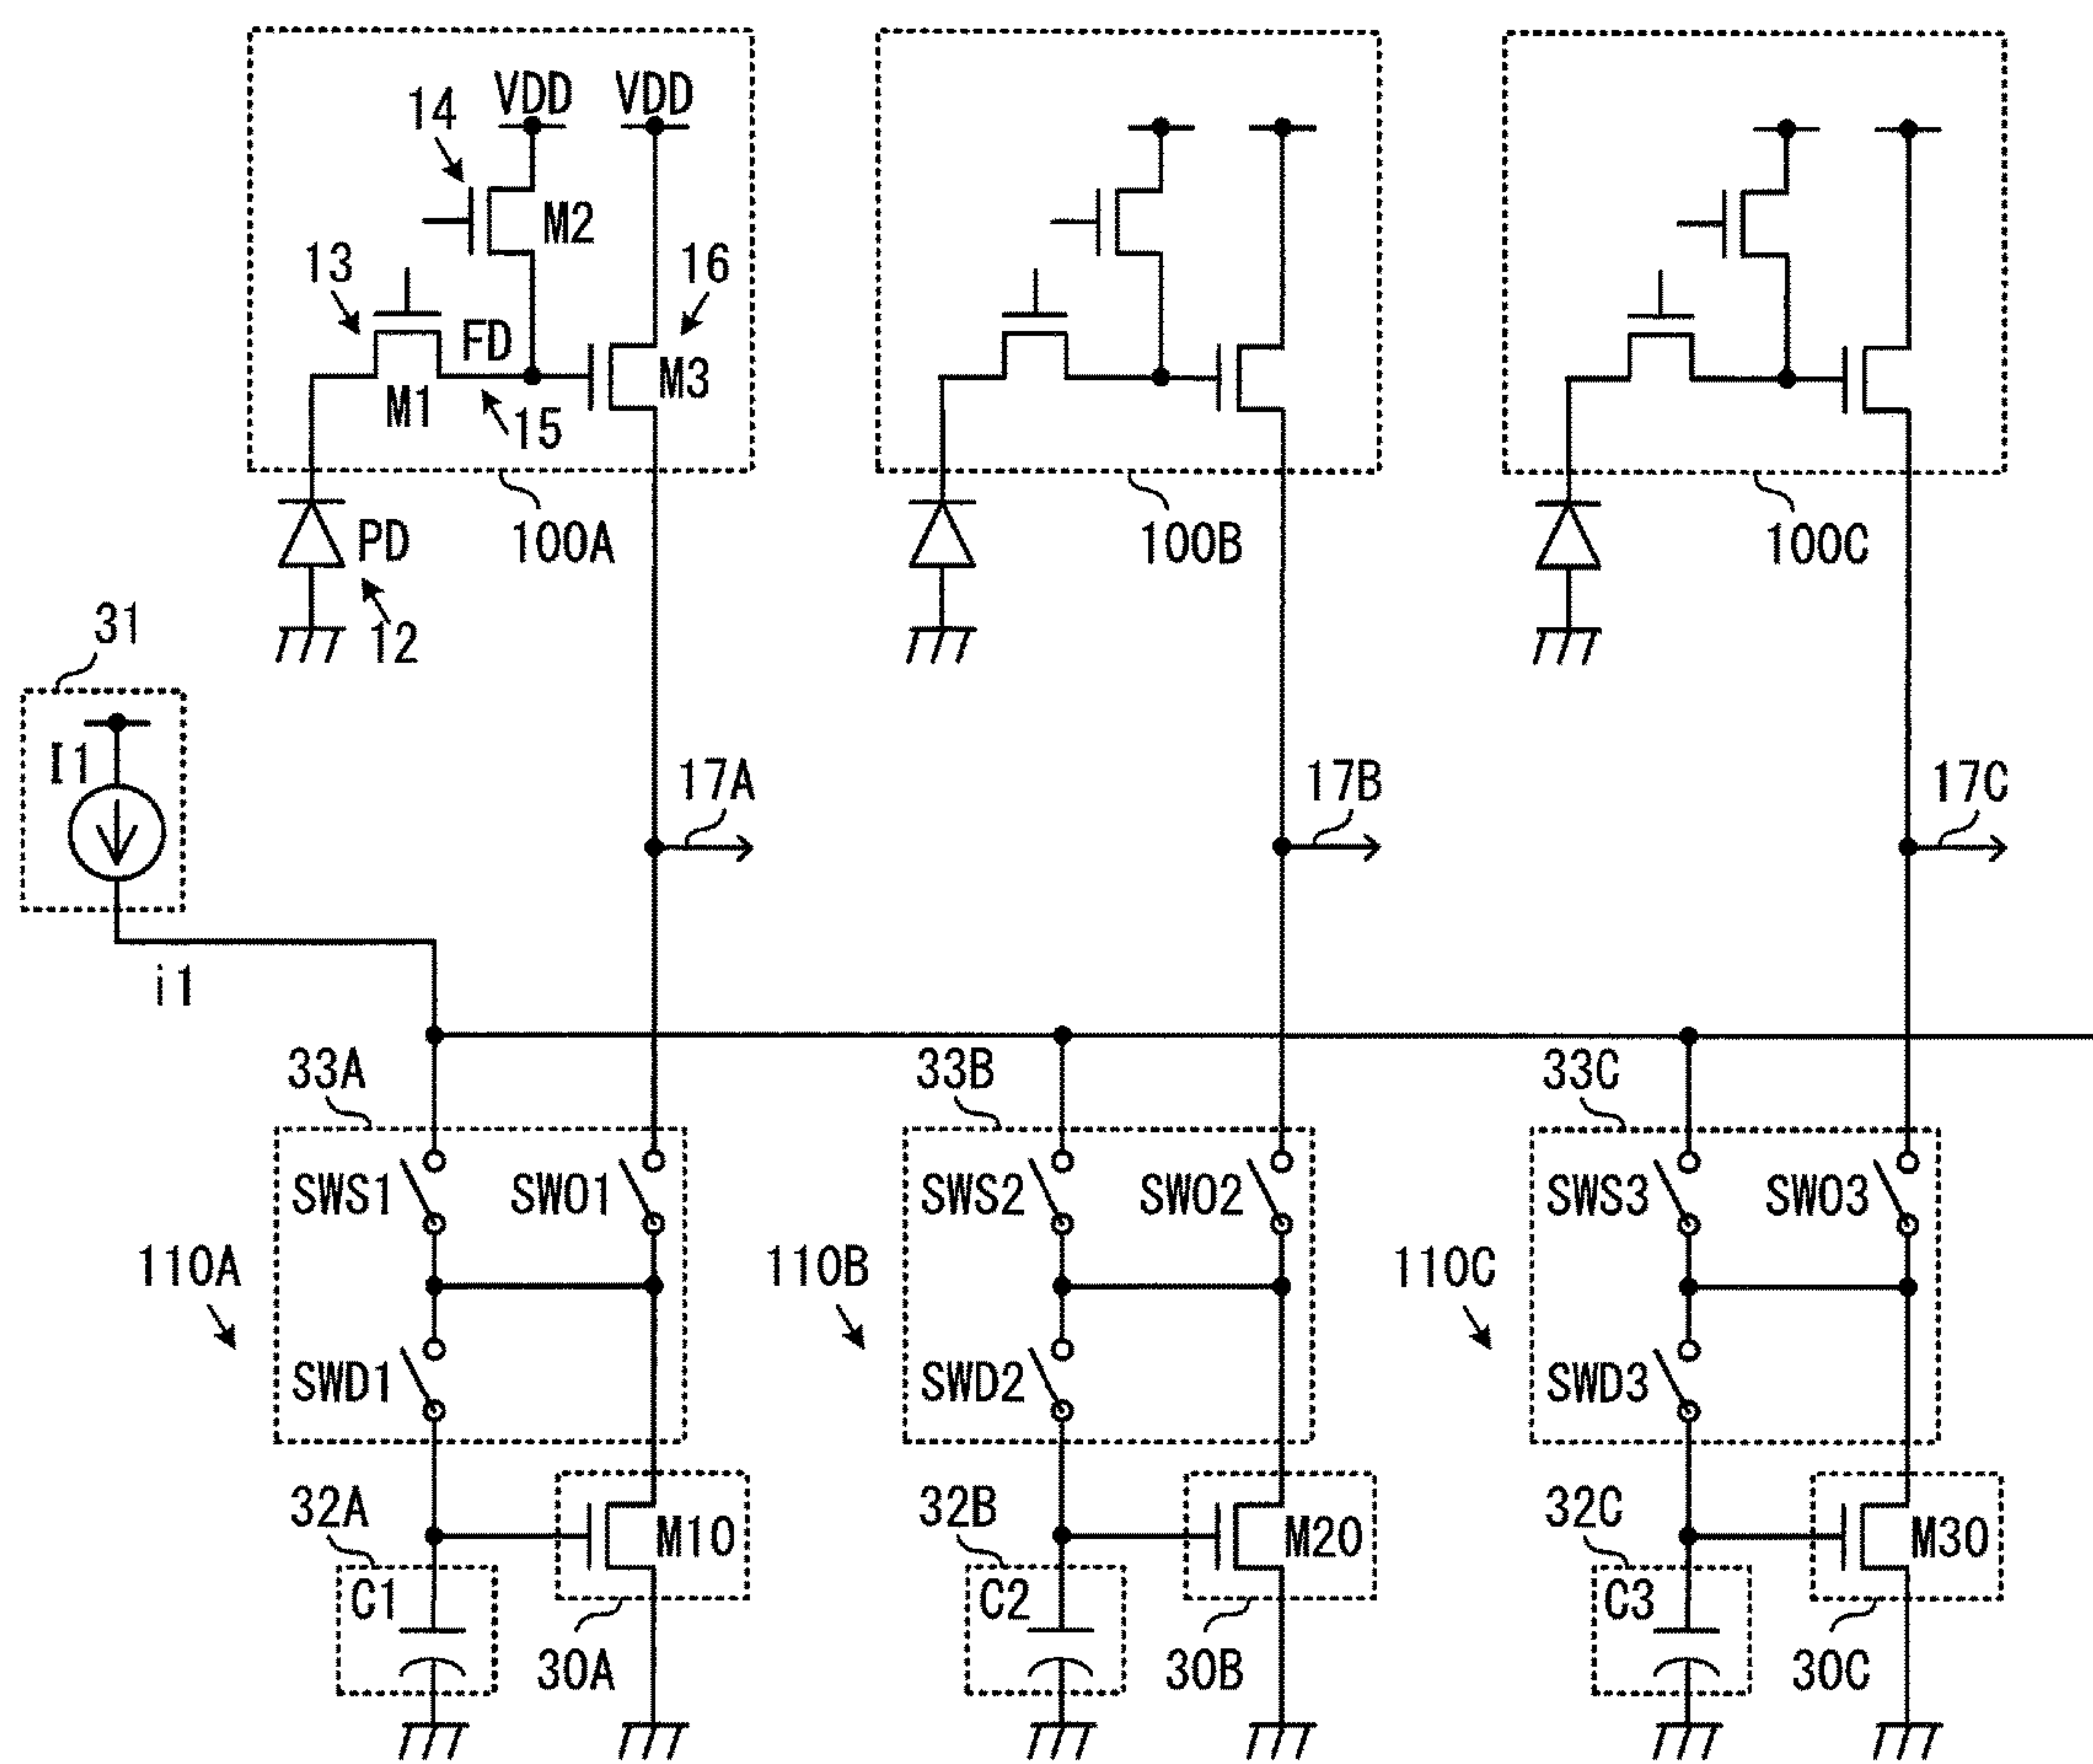 VDD VDD
14
M2
13
16
FD
M3
M1
15
PD
100A
100B
100C
12
31
I1
17A
17B
17C
i1
33A
33B
33C
SWS1 SWO1
SWS2 SWO2
SWS3 SWO3
110A
110B
110C
SWD1
SWD2
SWD3
32A
M10
32B
M20
32C
M30
C1
C2
C3
30A
30B
30C